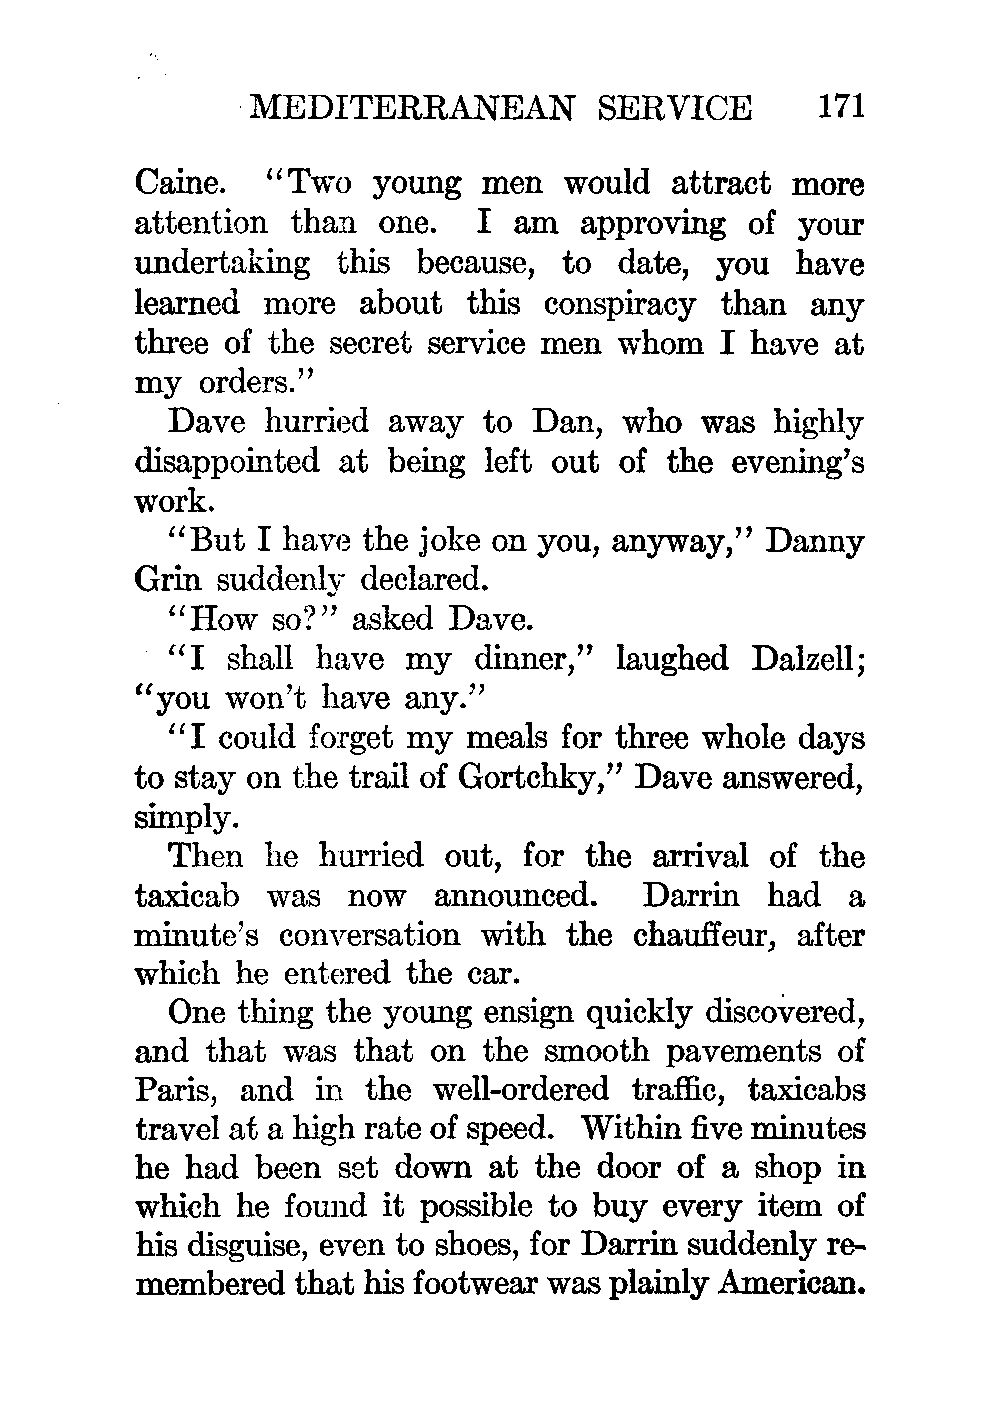 MEDITERRANEAN SERVICE 171
Caine. "Two young men would attract more
attention than one. I am approving of your
undertaking this because, to date, you have
learned more about this conspiracy than any
three of the secret service men whom I have at
my orders."
Dave hurried away to Dan, who was highly
disappointed at being left out of the evening's
work.
"But I have the joke on you, anyway," Danny
Grin suddenly declared.
"How so?" asked Dave.
"I shall have my dinner," laughed Dalzell;
"you won't have any."
"I could forget my meals for three whole days
to stay on the trail of Gortchky," Dave answered,
simply.
Then he hurried out, for the arrival of the
taxicab was now announced. Darrin had a
minute's conversation with the chauffeur, after
which he entered the car.
One thing the young ensign quickly discovered,
and that was that on the smooth pavements of
Paris, and in the well-ordered traffic, taxicabs
travel at a high rate of speed. Within five minutes
he had been set down at the door of a shop in
which he found it possible to buy every item of
his disguise, even to shoes, for Darrin suddenly re-
membered that his footwear was plainly American.